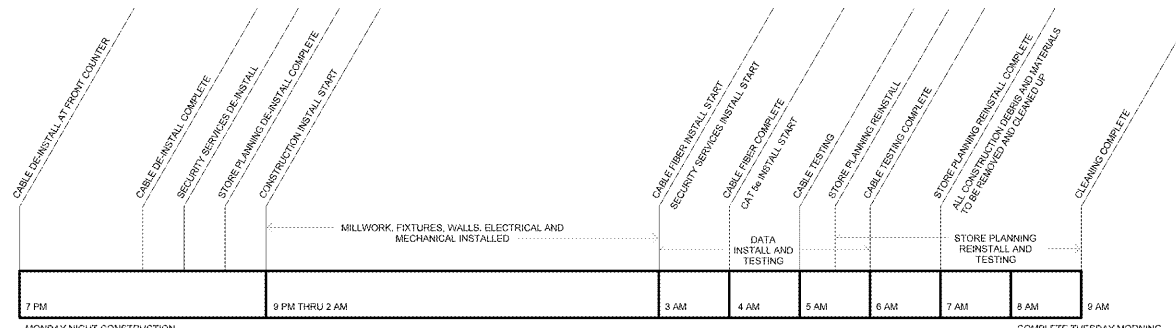 CABLE DE-INSTALL AT FRONT COUNTER
CABLE DE-INSTALL COMPLETE
SECURITY SERVICES DE-INSTALL
STORE PLANNING DE-INSTALL COMPLETE
CONSTRUCTION INSTALL START
CABLE FIBER INSTALL START
SECURITY SERVICES INSTALL START
CABLE FIBER COMPLETE
CAT 5e INSTALL START
CABLE TESTING
STORE PLANNING REINSTALL
CABLE TESTING COMPLETE
STORE PLANNING REINSTALL COMPLETE
ALL CONSTRUCTION DEBRIS AND MATERIALS
TO BE REMOVED AND CLEANED UP
CLEANING COMPLETE
MILLWORK, FIXTURES, WALLS, ELECTRICAL AND
MECHANICAL INSTALLED
DATA
INSTALL AND
TESTING
STORE PLANNING
REINSTALL AND
TESTING
7 PM
9 PM THRU 2 AM
3 AM
4 AM
5 AM
6 AM
7 AM
8 AM
9 AM
MONDAY NIGHT CONSTRUCTION
COMPLETE TUESDAY MORNING